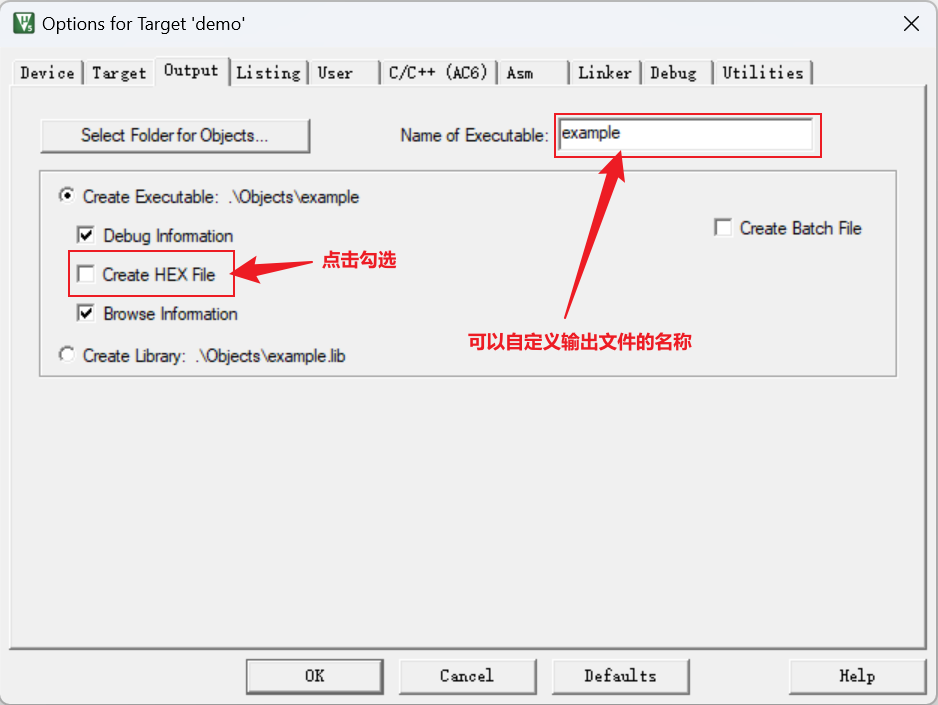 Options for Target 'demo'
Device Target Output Listing User C/C++ (AC6) Asm Linker Debug Utilities
Select Folder for Objects... Name of Executable: example
Create Executable: .\Objects\example
Debug Information Create Batch File
Create HEX File 点击勾选
Browse Information
可以自定义输出文件的名称
Create Library: .\Objects\example.lib
OK Cancel Defaults Help